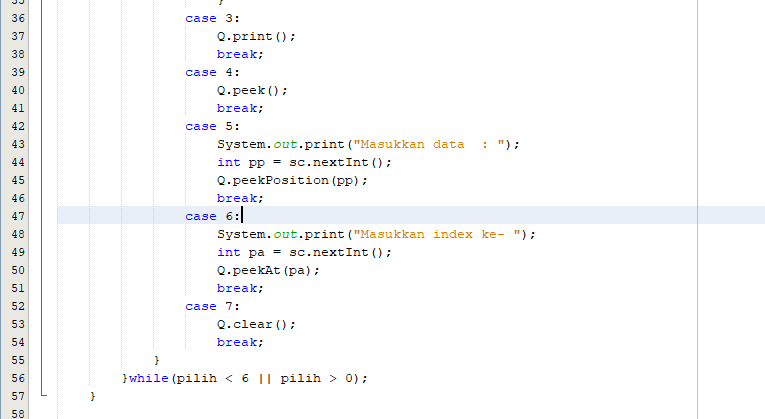 35 }
36 case 3:
37 Q.print();
38 break;
39 case 4:
40 Q.peek();
41 break;
42 case 5:
43 System.out.print("Masukkan data  : ");
44 int pp = sc.nextInt();
45 Q.peekPosition(pp);
46 break;
47 case 6:
48 System.out.print("Masukkan index ke- ");
49 int pa = sc.nextInt();
50 Q.peekAt(pa);
51 break;
52 case 7:
53 Q.clear();
54 break;
55 }
56 }while(pilih < 6 || pilih > 0);
57 }
58